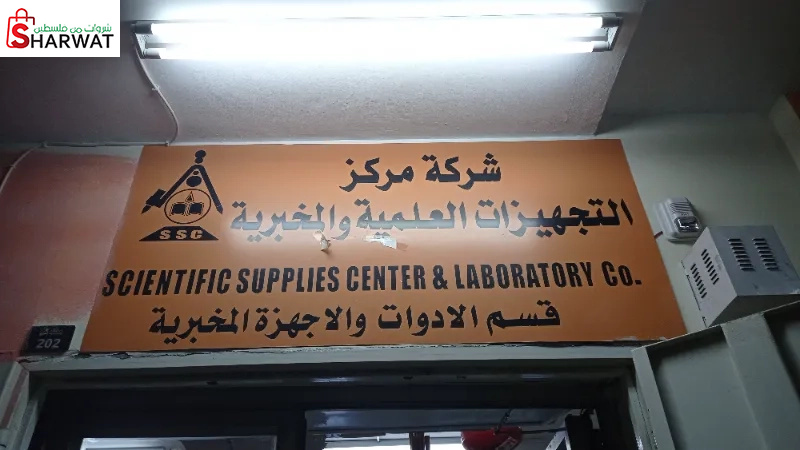 شروات من فلسطين
SHARWAT
شركة مركز
التجهيزات العلمية والمخبرية
SSC
SCIENTIFIC SUPPLIES CENTER & LABORATORY Co.
قسم الادوات والاجهزة المخبرية
202